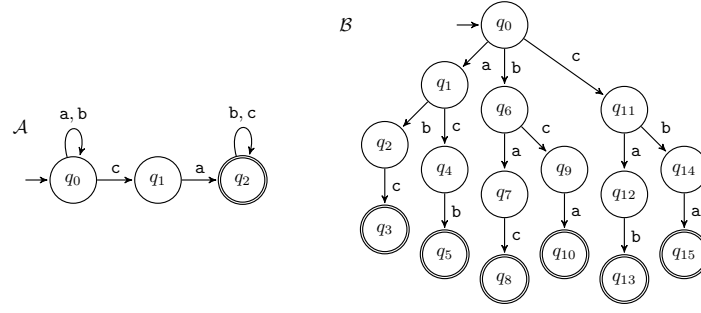 𝓑
q₀
a b c
q₁
a, b b, c q₆ q₁₁
𝓐 b c c b
a a
q₂
q₀ c q₁ a q₂ q₄ q₇ q₉ q₁₂ q₁₄
c b c a b a
q₃ q₅ q₈ q₁₀ q₁₃ q₁₅